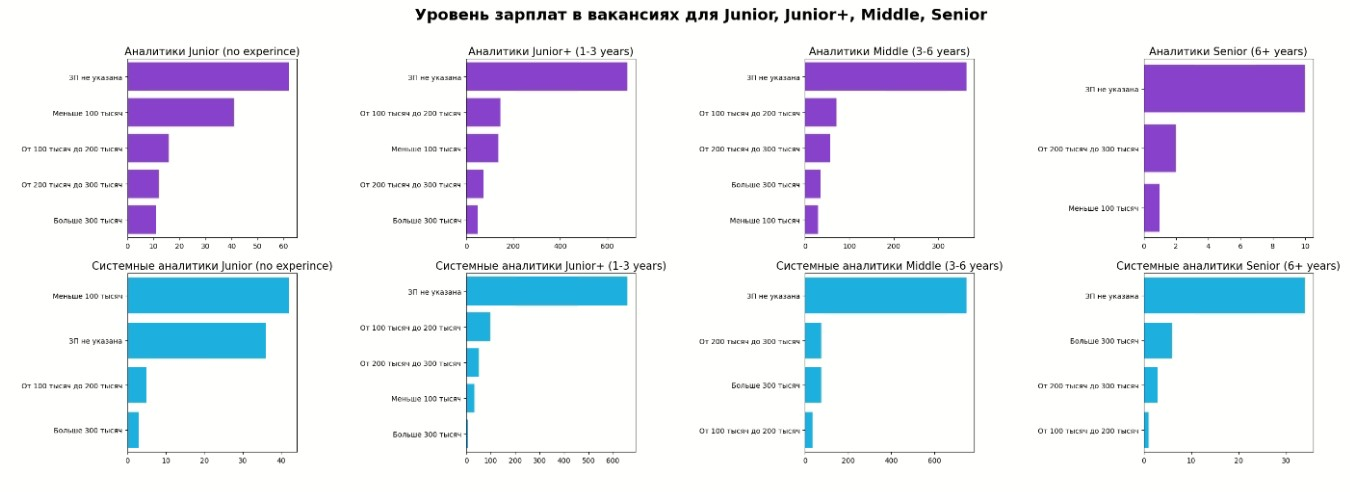 Уровень зарплат в вакансиях для Junior, Junior+, Middle, Senior
Аналитики Junior (no experince)
ЗП не указана
Меньше 100 тысяч
От 100 тысяч до 200 тысяч
От 200 тысяч до 300 тысяч
Больше 300 тысяч
0 10 20 30 40 50 60
Аналитики Junior+ (1-3 years)
ЗП не указана
От 100 тысяч до 200 тысяч
Меньше 100 тысяч
От 200 тысяч до 300 тысяч
Больше 300 тысяч
0 100 200 300 400 500 600
Аналитики Middle (3-6 years)
ЗП не указана
От 100 тысяч до 200 тысяч
От 200 тысяч до 300 тысяч
Больше 300 тысяч
Меньше 100 тысяч
0 100 200 300
Аналитики Senior (6+ years)
ЗП не указана
От 200 тысяч до 300 тысяч
Меньше 100 тысяч
0 2 4 6 8 10
Системные аналитики Junior (no experince)
Меньше 100 тысяч
ЗП не указана
От 100 тысяч до 200 тысяч
Больше 300 тысяч
0 10 20 30 40
Системные аналитики Junior+ (1-3 years)
ЗП не указана
От 100 тысяч до 200 тысяч
От 200 тысяч до 300 тысяч
Меньше 100 тысяч
Больше 300 тысяч
0 100 200 300 400 500 600
Системные аналитики Middle (3-6 years)
ЗП не указана
От 200 тысяч до 300 тысяч
Больше 300 тысяч
От 100 тысяч до 200 тысяч
0 200 400 600
Системные аналитики Senior (6+ years)
ЗП не указана
Больше 300 тысяч
От 200 тысяч до 300 тысяч
От 100 тысяч до 200 тысяч
0 10 20 30